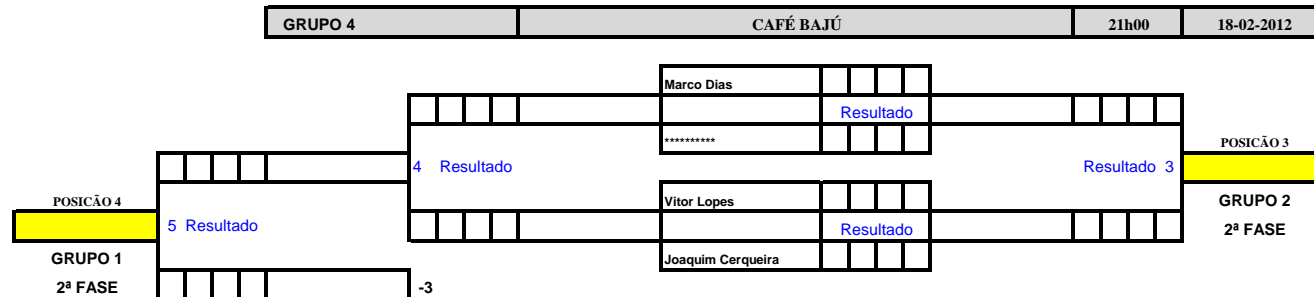 GRUPO 4 CAFÉ BAJÚ 21h00 18-02-2012
Marco Dias
Resultado
**********
POSICÃO 3
4 Resultado
Resultado 3
POSICÃO 4
Vitor Lopes
GRUPO 2
5 Resultado
Resultado
2ª FASE
GRUPO 1
Joaquim Cerqueira
2ª FASE
-3